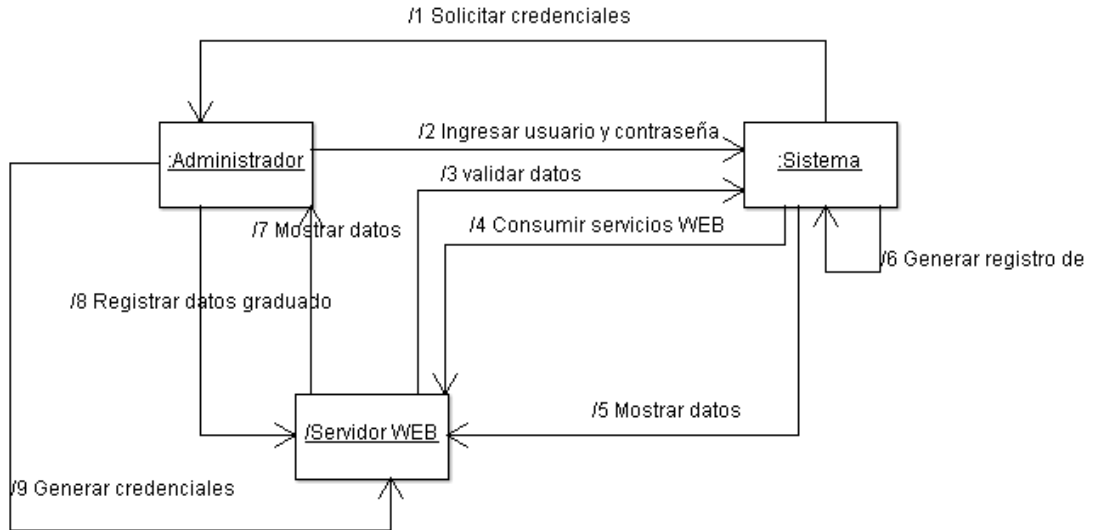 /1 Solicitar credenciales
:Administrador
/2 Ingresar usuario y contraseña
:Sistema
/3 validar datos
/7 Mostrar datos
/4 Consumir servicios WEB
/6 Generar registro de
/8 Registrar datos graduado
/5 Mostrar datos
/Servidor WEB
/9 Generar credenciales